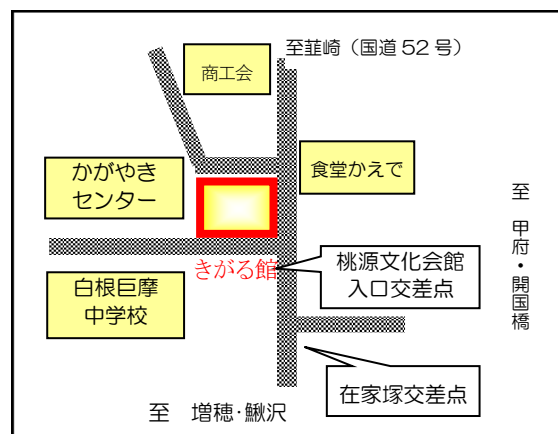 至韮崎（国道52号）
商工会
食堂かえで
かがやき
センター
至 甲府・開国橋
きがる館
桃源文化会館
入口交差点
白根巨摩
中学校
在家塚交差点
至 増穂・鰍沢